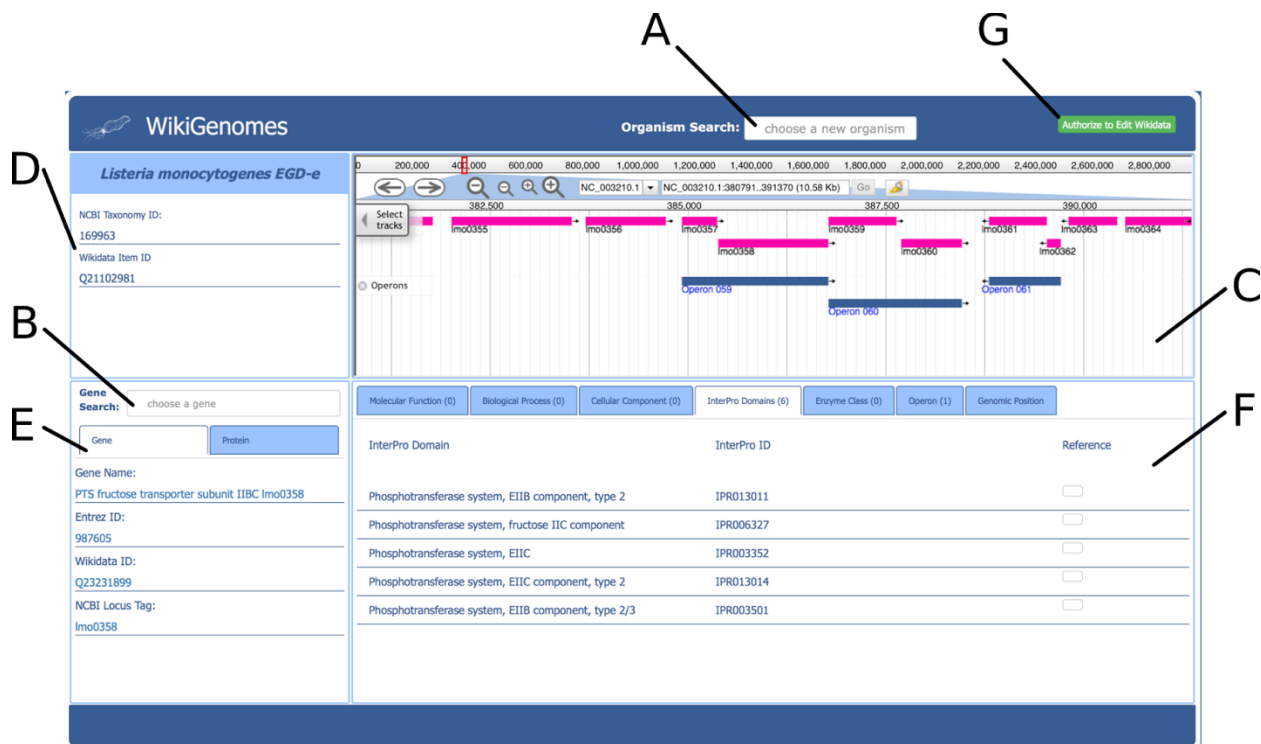 A
G
WikiGenomes
Organism Search:
choose a new organism
Authorize to Edit Wikidata
D
Listeria monocytogenes EGD-e
NCBI Taxonomy ID:
169963
Wikidata Item ID
Q21102981
0 200,000 400,000 600,000 800,000 1,000,000 1,200,000 1,400,000 1,600,000 1,800,000 2,000,000 2,200,000 2,400,000 2,600,000 2,800,000
NC_003210.1 NC_003210.1:380791..391370 (10.58 Kb) Go
382,500 385,000 387,500 390,000
Select
tracks
lmo0355 lmo0356 lmo0357 lmo0359 lmo0361 lmo0363 lmo0364
lmo0358 lmo0360 lmo0362
Operons
Operon 059 Operon 061
Operon 060
C
B
Gene
Search:
choose a gene
E
Gene Protein
Gene Name:
PTS fructose transporter subunit IIBC lmo0358
Entrez ID:
987605
Wikidata ID:
Q23231899
NCBI Locus Tag:
lmo0358
Molecular Function (0) Biological Process (0) Cellular Component (0) InterPro Domains (6) Enzyme Class (0) Operon (1) Genomic Position
F
InterPro Domain InterPro ID Reference
Phosphotransferase system, EIIB component, type 2 IPR013011
Phosphotransferase system, fructose IIC component IPR006327
Phosphotransferase system, EIIC IPR003352
Phosphotransferase system, EIIC component, type 2 IPR013014
Phosphotransferase system, EIIB component, type 2/3 IPR003501